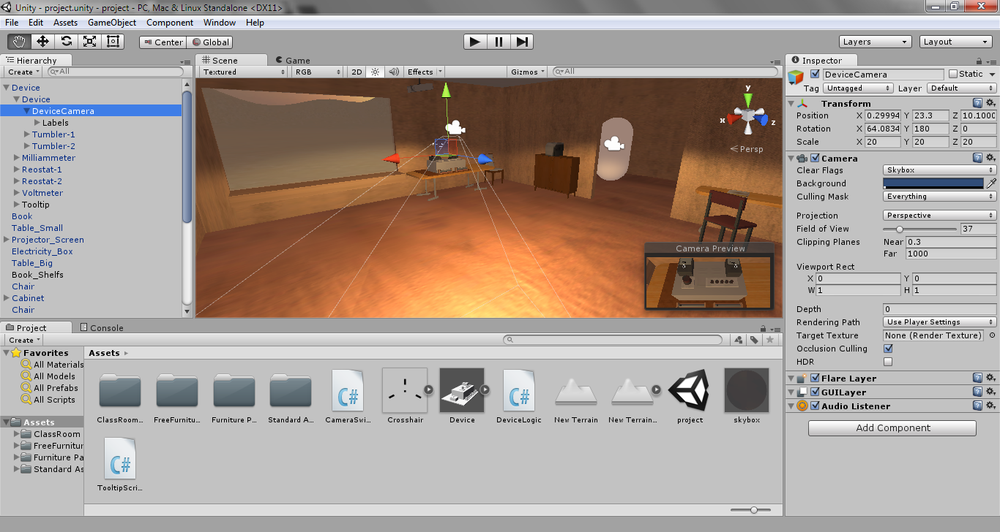 Unity - project.unity - project - PC, Mac & Linux Standalone <DX11>
File Edit Assets GameObject Component Window Help
Center Global
Layers Layout
Hierarchy
Create All
Device
Device
DeviceCamera
Labels
Tumbler-1
Tumbler-2
Milliammeter
Reostat-1
Reostat-2
Voltmeter
Tooltip
Book
Table_Small
Projector_Screen
Electricity_Box
Table_Big
Book_Shelfs
Chair
Cabinet
Chair
Scene Game
Textured RGB 2D Effects Gizmos All
y
x
z
Persp
Camera Preview
Inspector
DeviceCamera Static
Tag Untagged Layer Default
Transform
Position X 0.29994 Y 23.3 Z 10.1000
Rotation X 64.0834 Y 180 Z 0
Scale X 20 Y 20 Z 20
Camera
Clear Flags Skybox
Background
Culling Mask Everything
Projection Perspective
Field of View 37
Clipping Planes Near 0.3
Far 1000
Viewport Rect
X 0 Y 0
W 1 H 1
Depth 0
Rendering Path Use Player Settings
Target Texture None (Render Texture)
Occlusion Culling
HDR
Flare Layer
GUILayer
Audio Listener
Add Component
Project Console
Create
Favorites
All Materials
All Models
All Prefabs
All Scripts
Assets
ClassRoom
FreeFurnitur
Furniture Pa
Standard As
Assets
ClassRoom... FreeFurnitu... Furniture P... Standard A... CameraSwi... Crosshair Device DeviceLogic New Terrain New Terrain... project skybox
C# C#
TooltipScri...
C#